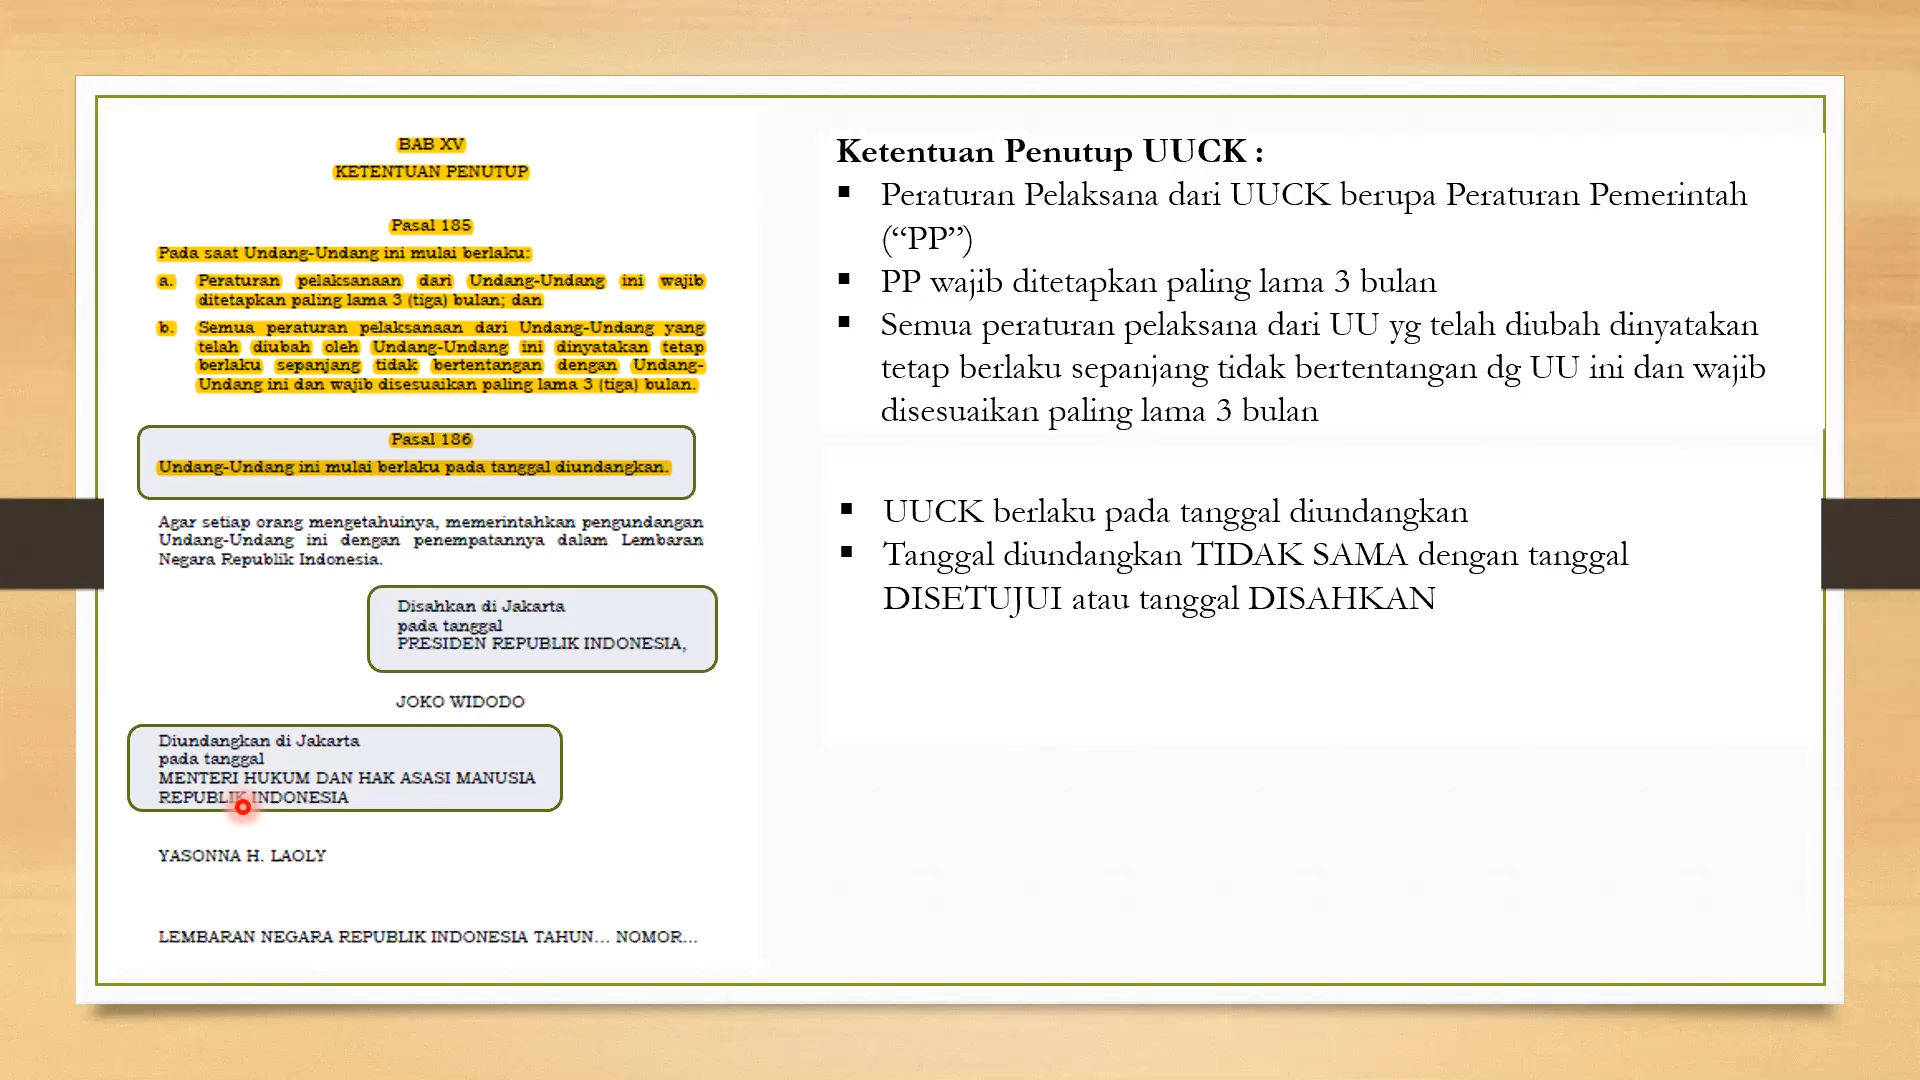 BAB XV
KETENTUAN PENUTUP
Pasal 185
Pada saat Undang-Undang ini mulai berlaku:
a. Peraturan pelaksanaan dari Undang-Undang ini wajib
ditetapkan paling lama 3 (tiga) bulan; dan
b. Semua peraturan pelaksanaan dari Undang-Undang yang
telah diubah oleh Undang-Undang ini dinyatakan tetap
berlaku sepanjang tidak bertentangan dengan Undang-
Undang ini dan wajib disesuaikan paling lama 3 (tiga) bulan.
Pasal 186
Undang-Undang ini mulai berlaku pada tanggal diundangkan.
Agar setiap orang mengetahuinya, memerintahkan pengundangan
Undang-Undang ini dengan penempatannya dalam Lembaran
Negara Republik Indonesia.
Disahkan di Jakarta
pada tanggal
PRESIDEN REPUBLIK INDONESIA,
JOKO WIDODO
Diundangkan di Jakarta
pada tanggal
MENTERI HUKUM DAN HAK ASASI MANUSIA
REPUBLIK INDONESIA
YASONNA H. LAOLY
LEMBARAN NEGARA REPUBLIK INDONESIA TAHUN... NOMOR...
Ketentuan Penutup UUCK :
▪ Peraturan Pelaksana dari UUCK berupa Peraturan Pemerintah
(“PP”)
▪ PP wajib ditetapkan paling lama 3 bulan
▪ Semua peraturan pelaksana dari UU yg telah diubah dinyatakan
tetap berlaku sepanjang tidak bertentangan dg UU ini dan wajib
disesuaikan paling lama 3 bulan
▪ UUCK berlaku pada tanggal diundangkan
▪ Tanggal diundangkan TIDAK SAMA dengan tanggal
DISETUJUI atau tanggal DISAHKAN